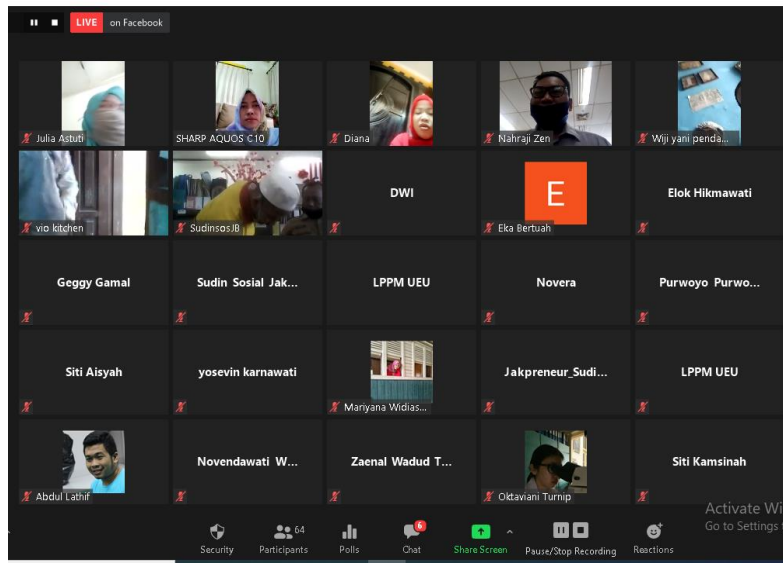 LIVE on Facebook
Julia Astuti
SHARP AQUOS C10
Diana
Nahraji Zen
Wiji yani penda...
vio kitchen
SudinsosJB
DWI
E
Eka Bertuah
Elok Hikmawati
Geggy Gamal
Sudin Sosial Jak...
LPPM UEU
Novera
Purwoyo Purwo...
Siti Aisyah
yosevin karnawati
Mariyana Widias...
Jakpreneur_Sudi...
LPPM UEU
Abdul Lathif
Novendawati W...
Zaenal Wadud T...
Oktaviani Turnip
Siti Kamsinah
Activate Wi
Go to Settings
64
6
Security
Participants
Polls
Chat
Share Screen
Pause/Stop Recording
Reactions